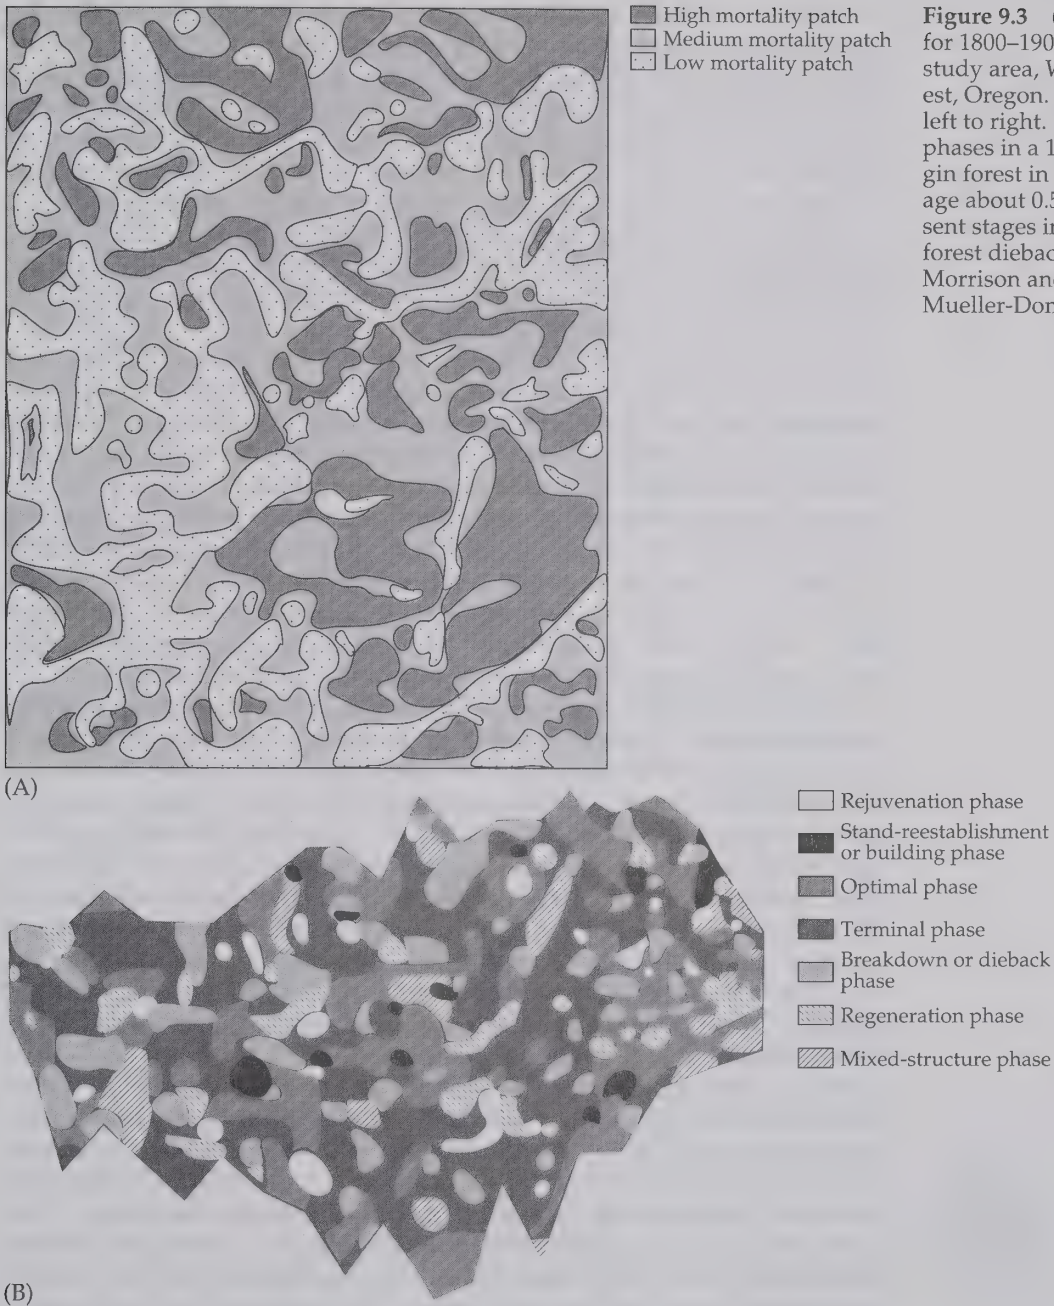 High mortality patch
Medium mortality patch
Low mortality patch
Figure 9.3
for 1800–190
study area,
est, Oregon.
left to right.
phases in a 1
gin forest in
age about 0.5
sent stages in
forest dieback
Morrison and
Mueller-Dom
(A)
Rejuvenation phase
Stand-reestablishment
or building phase
Optimal phase
Terminal phase
Breakdown or dieback
phase
Regeneration phase
Mixed-structure phase
(B)